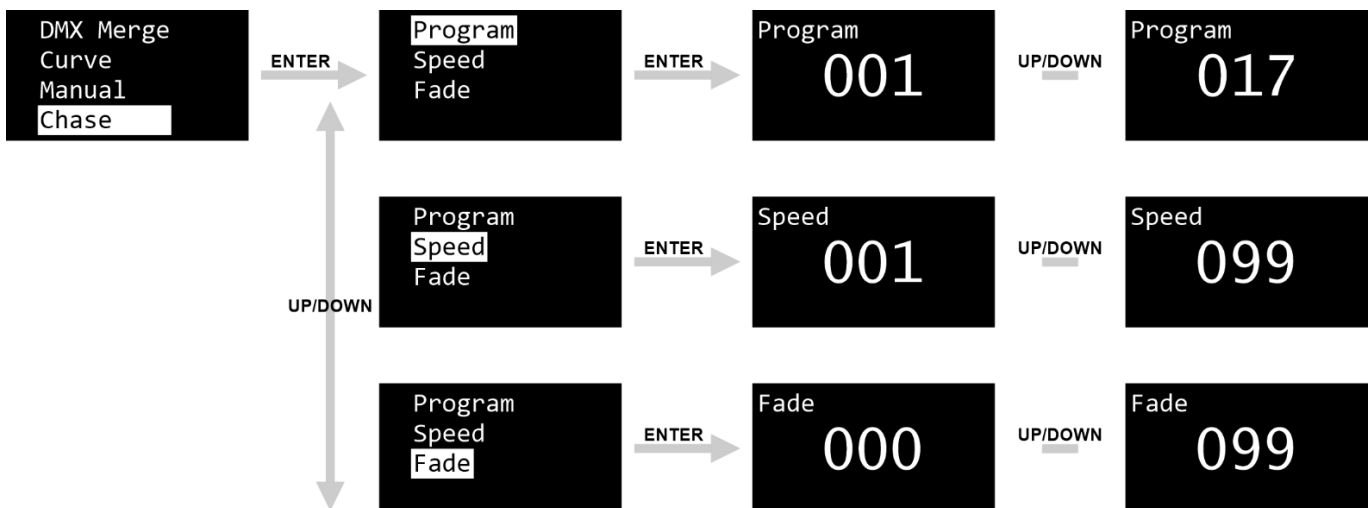 DMX Merge
Curve
Manual
Chase
ENTER
Program
Speed
Fade
ENTER
Program
001
UP/DOWN
Program
017
UP/DOWN
Program
Speed
Fade
ENTER
Speed
001
UP/DOWN
Speed
099
Program
Speed
Fade
ENTER
Fade
000
UP/DOWN
Fade
099